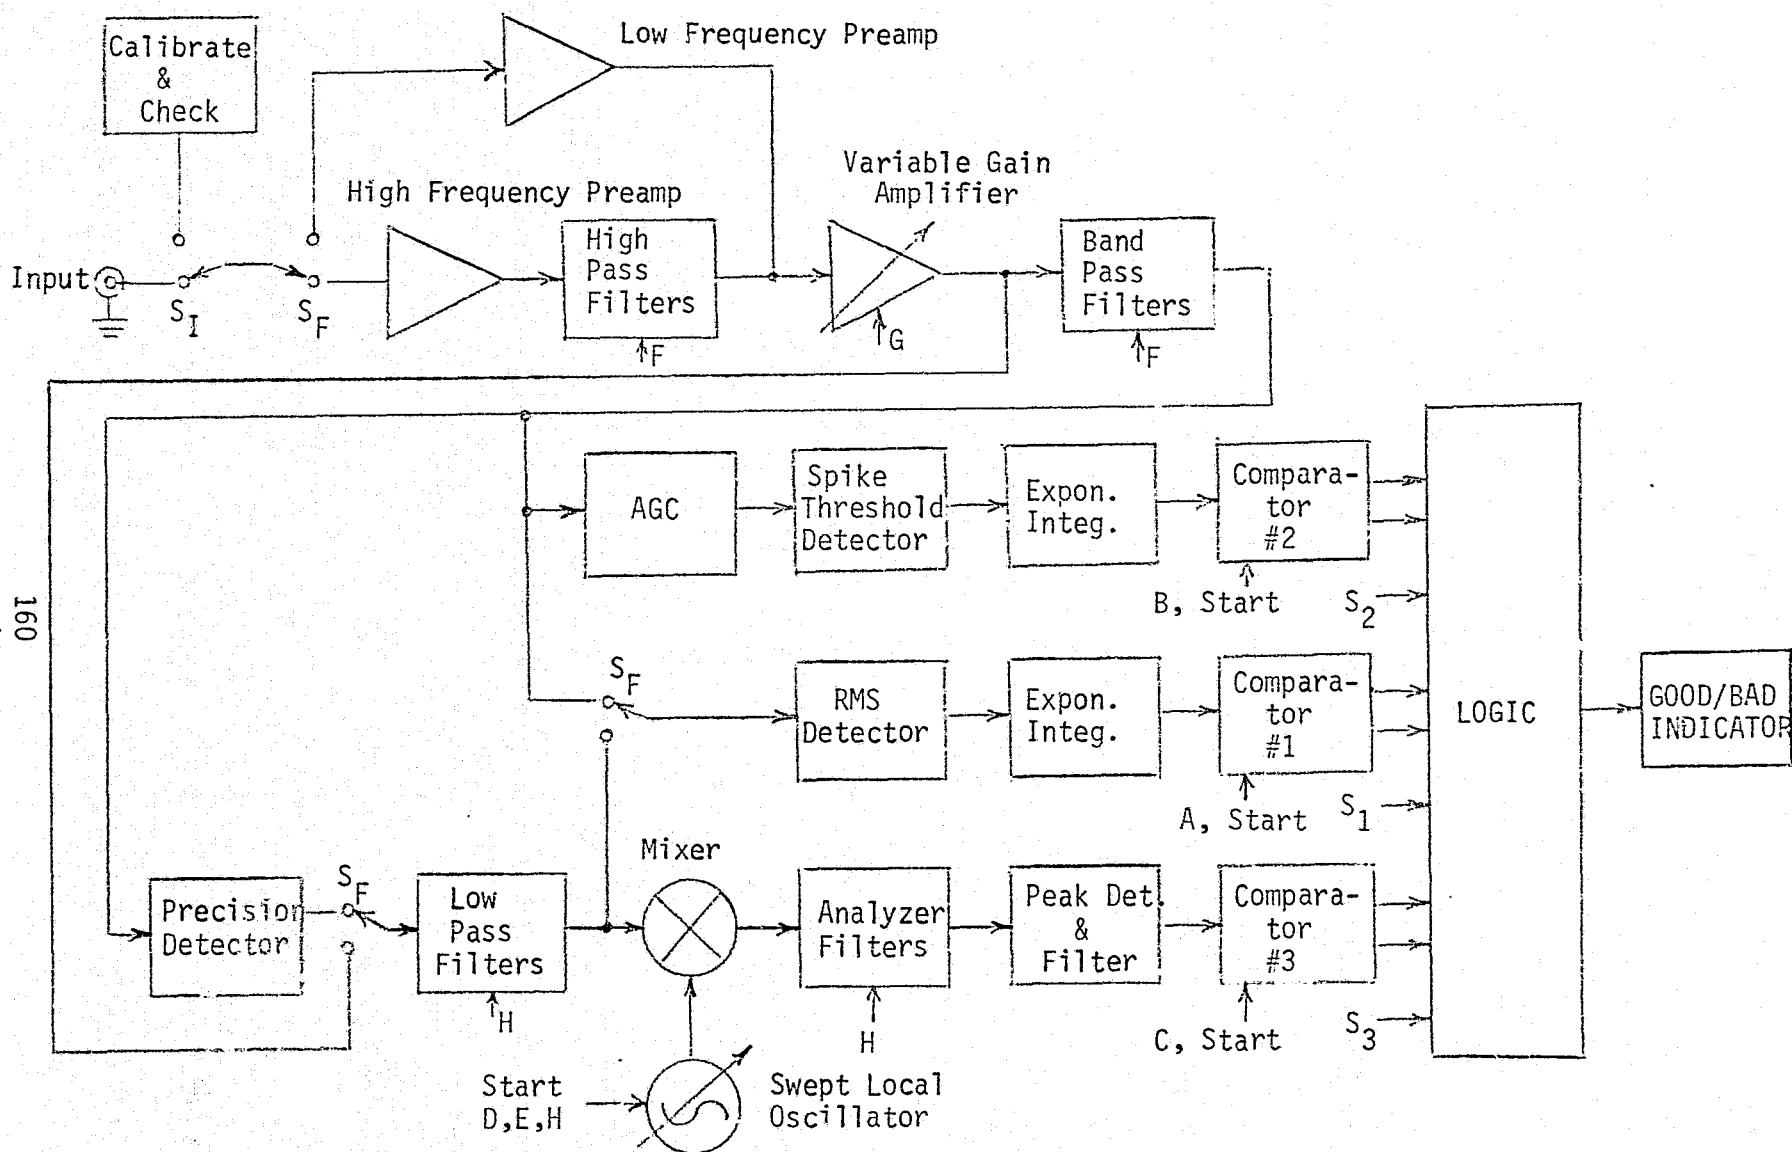 Calibrate
&
Check
Low Frequency Preamp
High Frequency Preamp
Variable Gain
Amplifier
Input
S_I
S_F
High
Pass
Filters
F
G
Band
Pass
Filters
F
AGC
Spike
Threshold
Detector
Expon.
Integ.
Compara-
tor
#2
B, Start
S_2
160
S_F
RMS
Detector
Expon.
Integ.
Compara-
tor
#1
A, Start
S_1
LOGIC
GOOD/BAD
INDICATOR
Precision
Detector
S_F
Low
Pass
Filters
H
Mixer
Analyzer
Filters
H
Peak Det.
&
Filter
Compara-
tor
#3
C, Start
S_3
Start
D,E,H
Swept Local
Oscillator